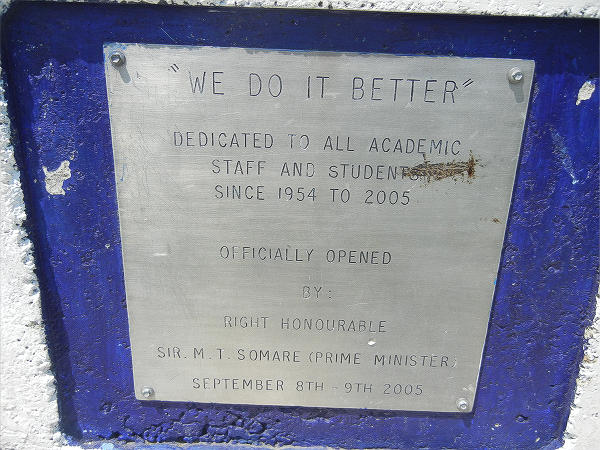 "WE DO IT BETTER"
DEDICATED TO ALL ACADEMIC
STAFF AND STUDENTS
SINCE 1954 TO 2005
OFFICIALLY OPENED
BY:
RIGHT HONOURABLE
SIR. M. T. SOMARE (PRIME MINISTER)
SEPTEMBER 8TH - 9TH 2005